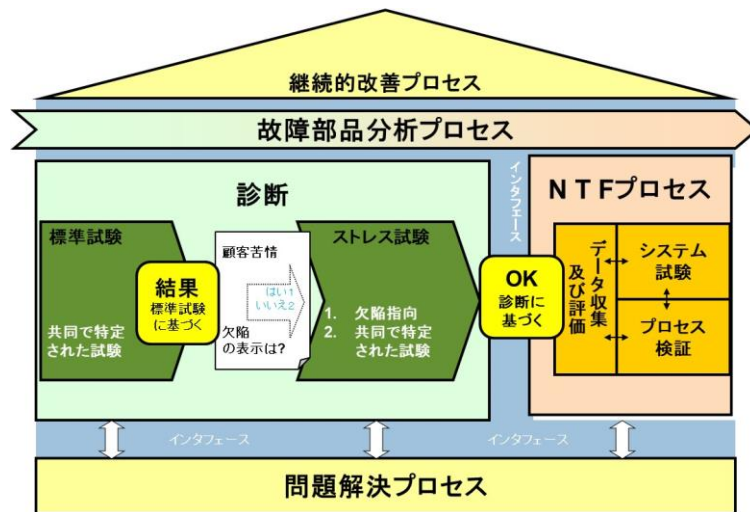 継続的改善プロセス
故障部品分析プロセス
診断
インタフェース
NTFプロセス
標準試験
共同で特定
された試験
結果
標準試験
に基づく
顧客苦情
はい1
いいえ2
欠陥
の表示は?
ストレス試験
1. 欠陥指向
2. 共同で特定
された試験
OK
診断に
基づく
データ収集
及び評価
システム
試験
プロセス
検証
インタフェース
インタフェース
問題解決プロセス